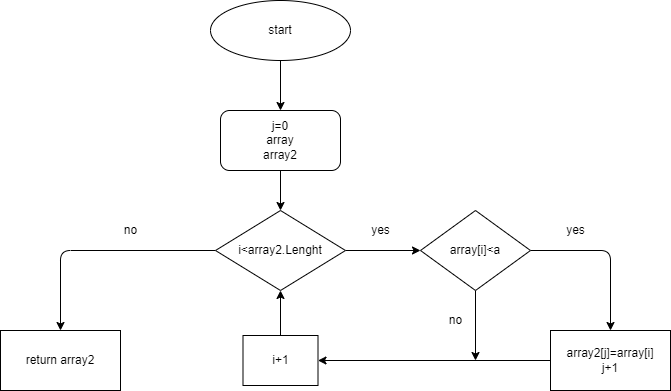 start
j=0
array
array2
no
yes
yes
i<array2.Lenght
array[i]<a
no
return array2
i+1
array2[j]=array[i]
j+1